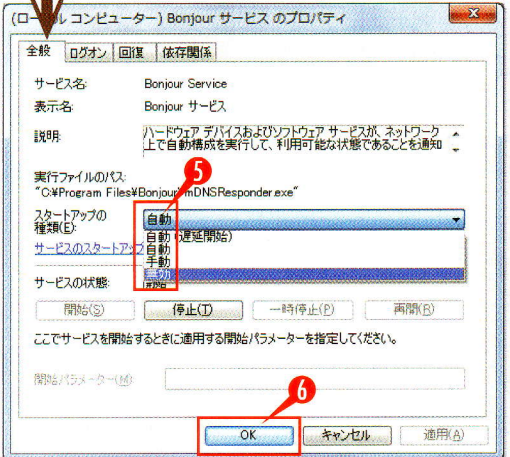 (ローカル コンピューター) Bonjour サービス のプロパティ
全般 ログオン 回復 依存関係
サービス名: Bonjour Service
表示名: Bonjour サービス
説明: ハードウェア デバイスおよびソフトウェア サービスが、ネットワーク
上で自動構成を実行して、利用可能な状態であることを通知
実行ファイルのパス:
"C:¥Program Files¥Bonjour¥mDNSResponder.exe"
5
スタートアップの
種類(E): 自動
自動 (遅延開始)
サービスのスタートアップ 自動
手動
無効
サービスの状態: 開始
開始(S) 停止(T) 一時停止(P) 再開(R)
ここでサービスを開始するときに適用する開始パラメーターを指定してください。
開始パラメーター(M):
6
OK キャンセル 適用(A)